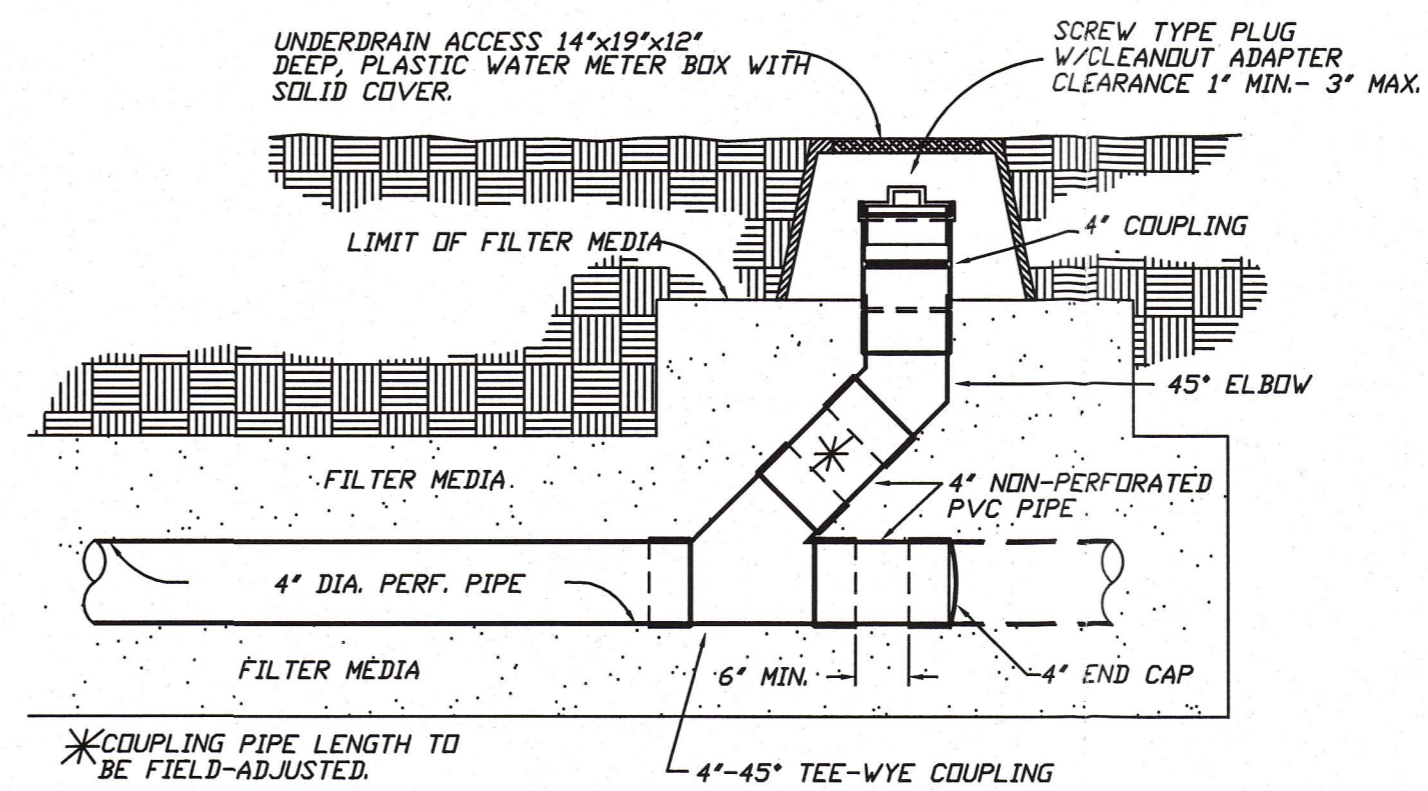 UNDERDRAIN ACCESS 14"x19"x12"
DEEP, PLASTIC WATER METER BOX WITH
SOLID COVER.
SCREW TYPE PLUG
W/CLEANOUT ADAPTER
CLEARANCE 1" MIN.- 3" MAX.
4" COUPLING
LIMIT OF FILTER MEDIA
45° ELBOW
FILTER MEDIA
4" NON-PERFORATED
PVC PIPE
4" DIA. PERF. PIPE
FILTER MEDIA
6" MIN.
4" END CAP
COUPLING PIPE LENGTH TO
BE FIELD-ADJUSTED.
4"-45° TEE-WYE COUPLING